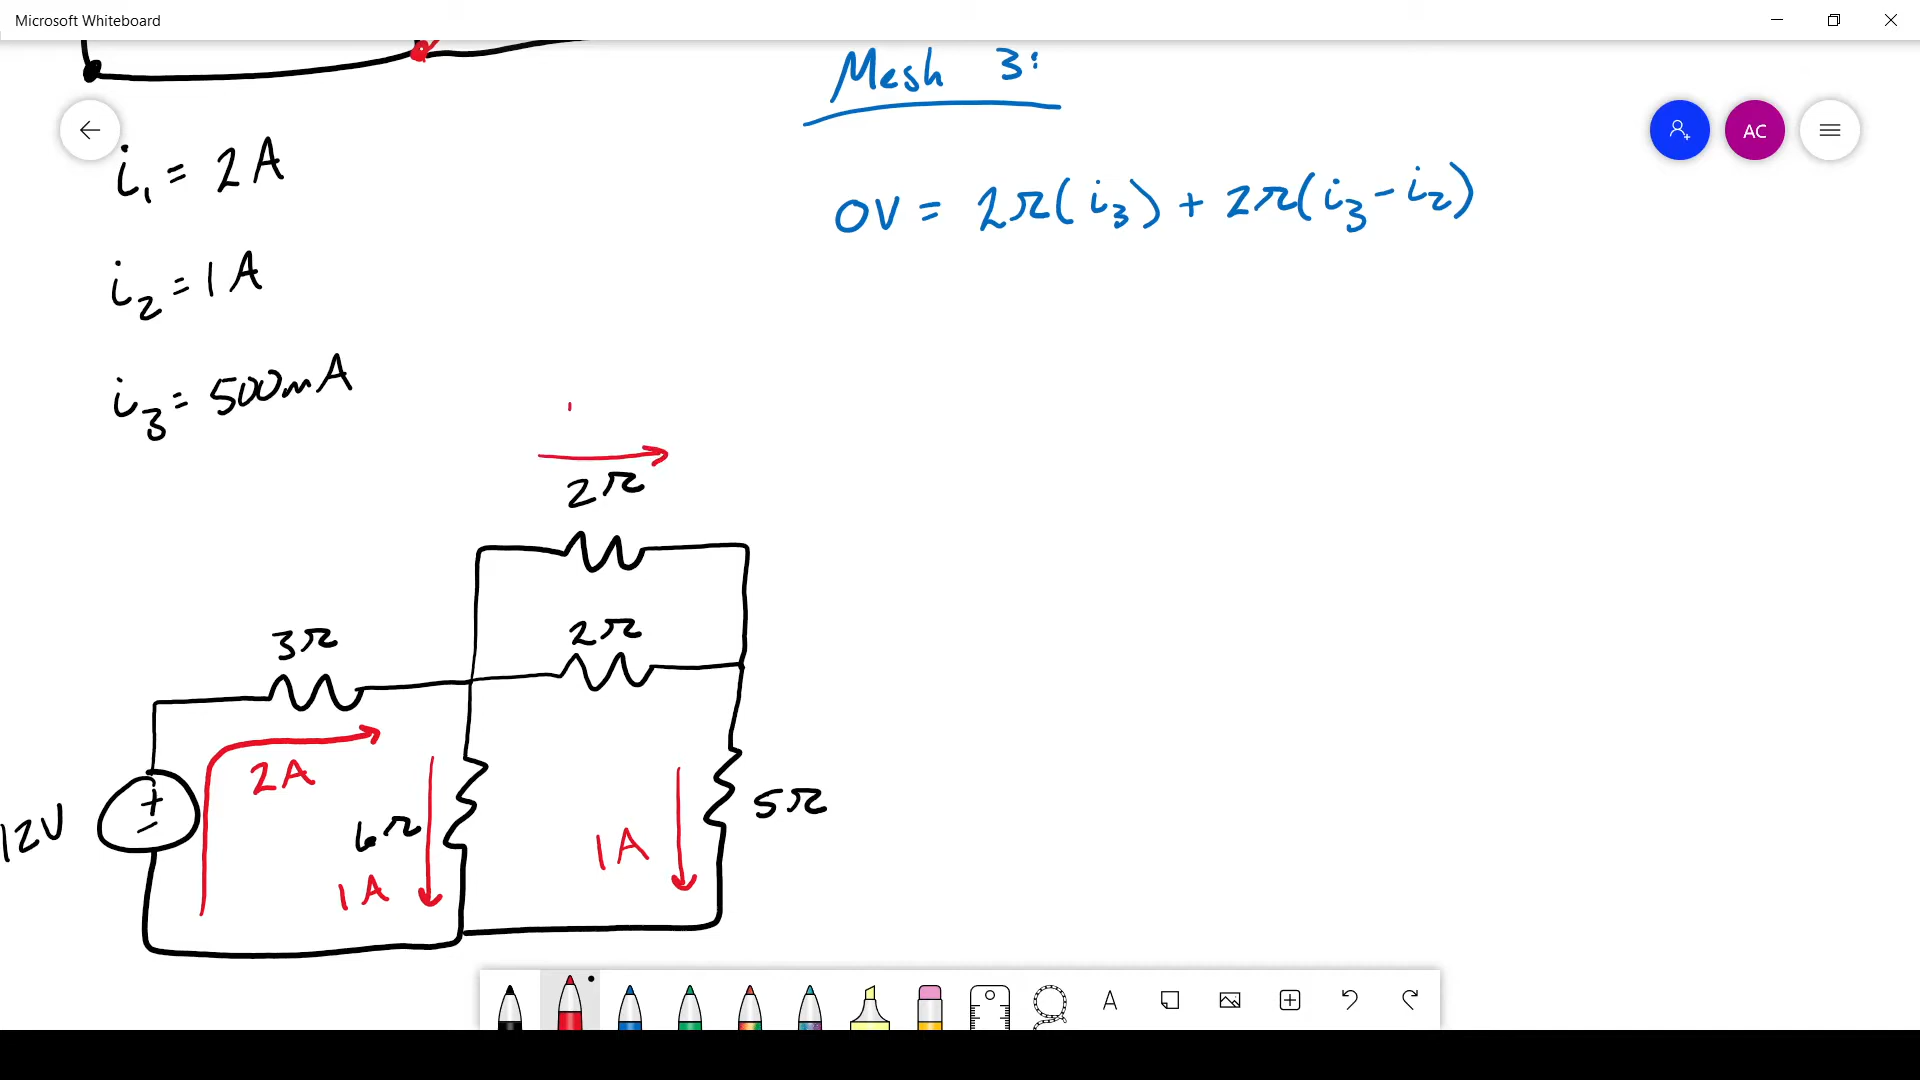 Microsoft Whiteboard
Mesh 3:
AC
i₁ = 2A
0V = 2Ω(i₃) + 2Ω(i₃ - i₂)
i₂ = 1A
i₃ = 500mA
2Ω
2Ω
3Ω
2A
12V
6Ω
1A
1A
5Ω
A